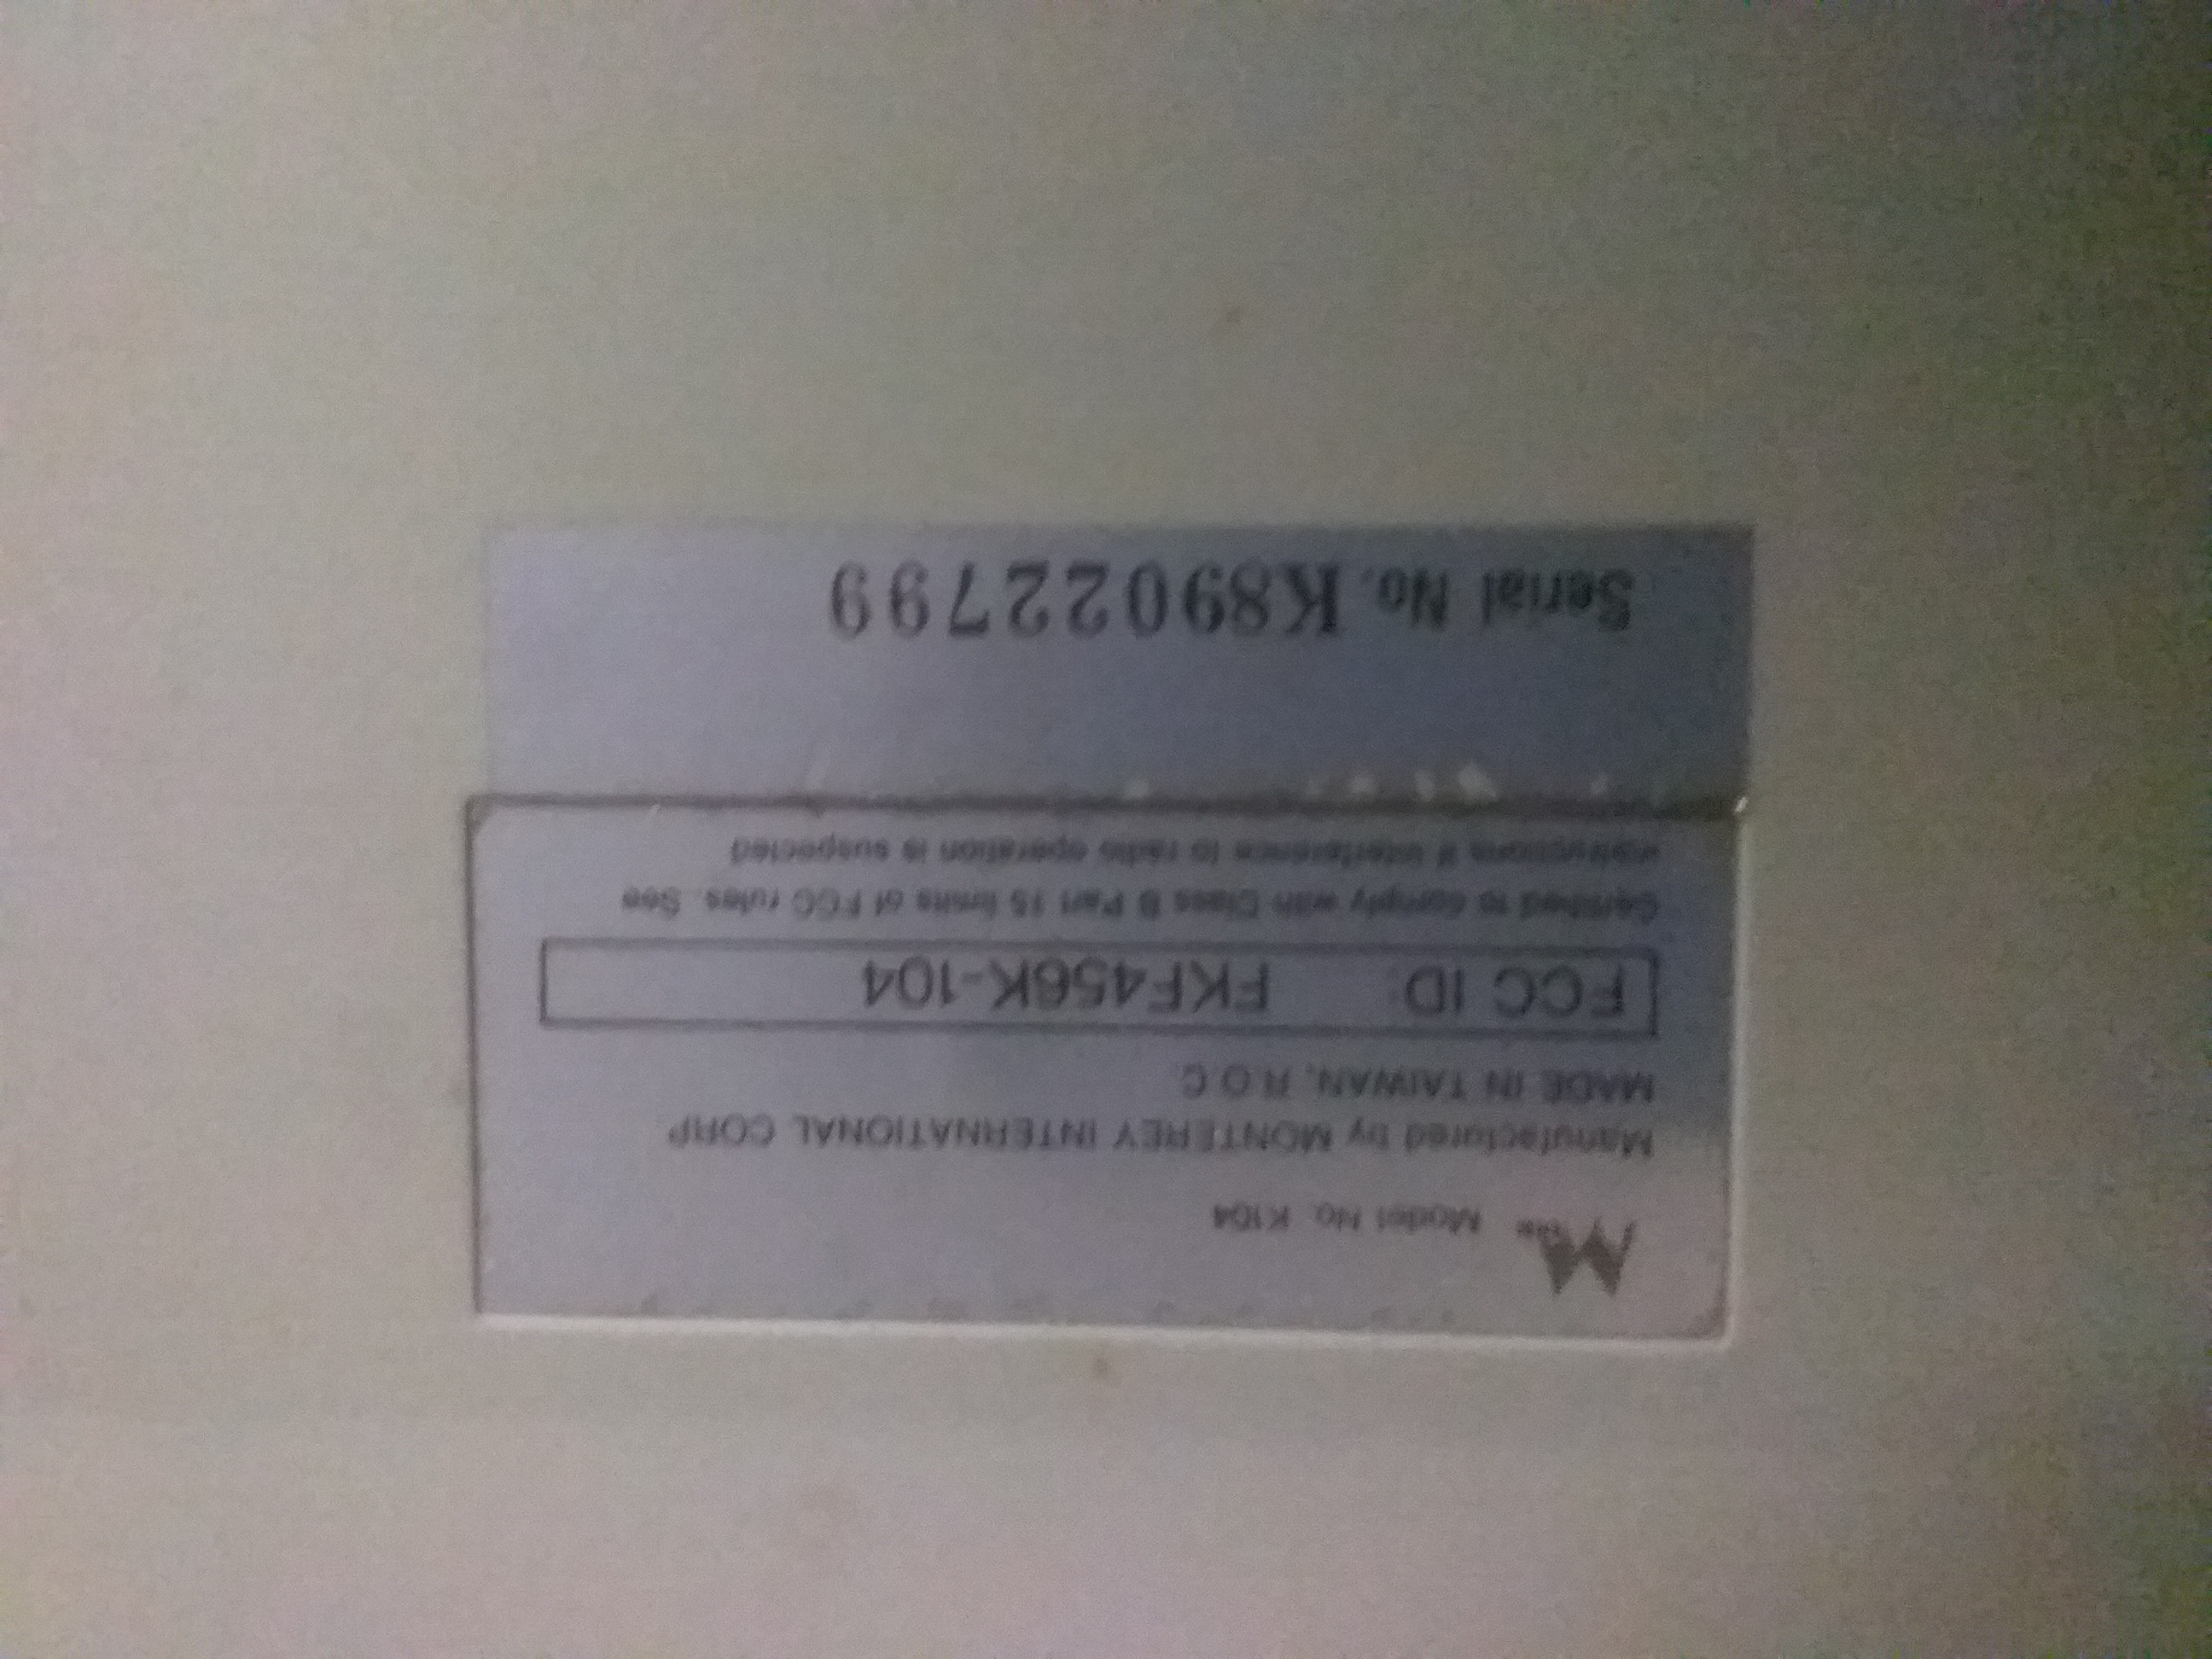 Model No. K104
Manufactured by MONTEREY INTERNATIONAL CORP.
MADE IN TAIWAN, R.O.C.
FCC ID: FKF456K-104
Certified to comply with Class B Part 15 limits of FCC rules. See
instructions if interference to radio operation is suspected
Serial No. K89022799